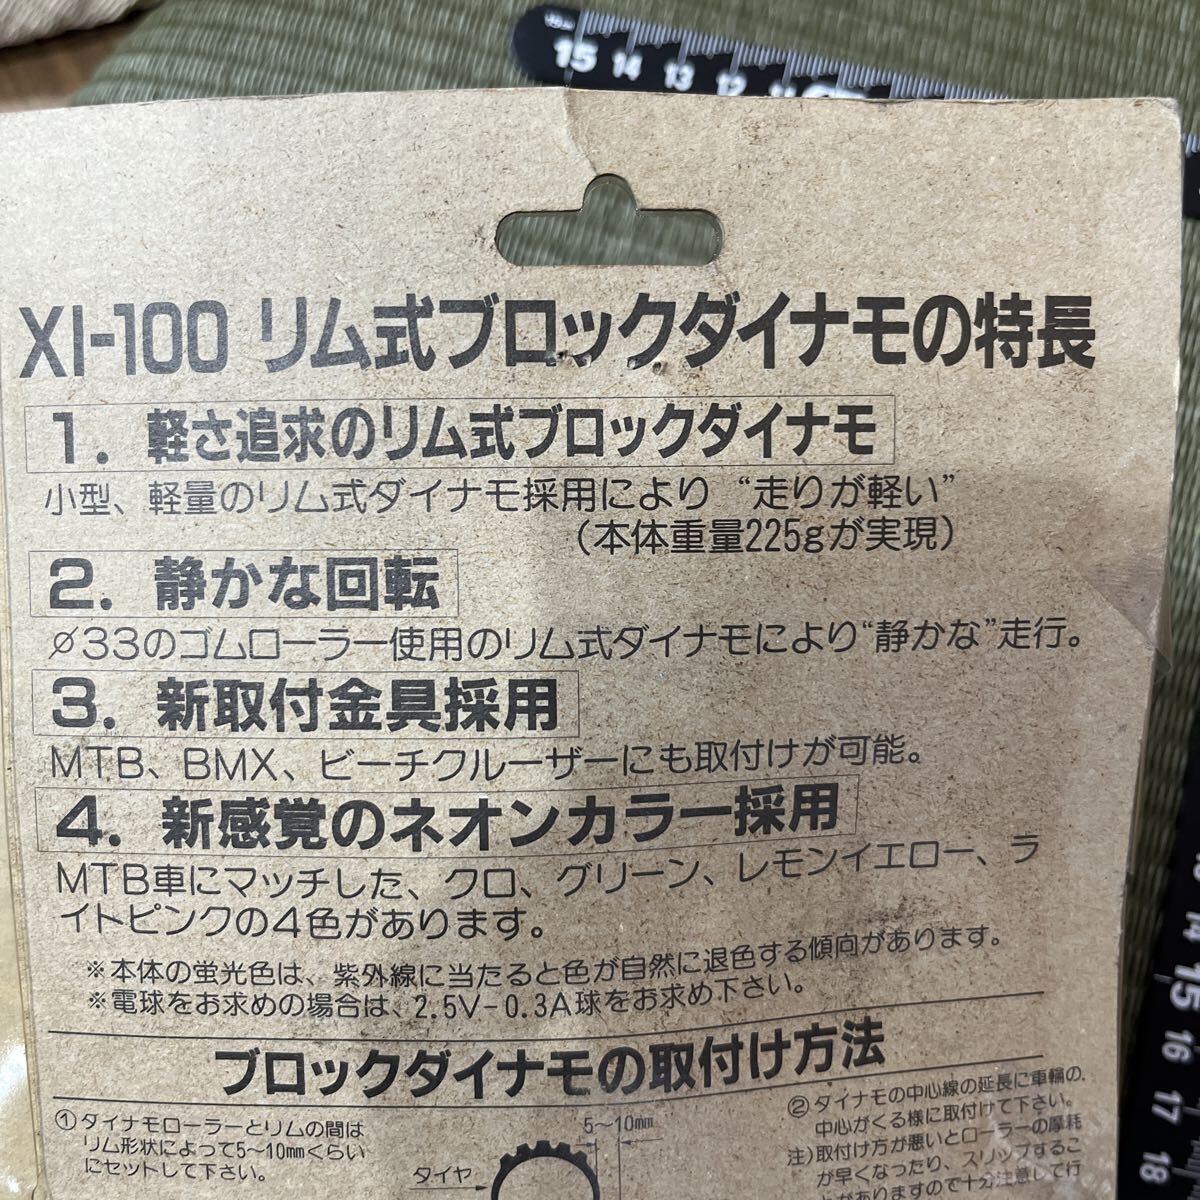 15 14 13 12
XI-100 リム式ブロックダイナモの特長
1. 軽さ追求のリム式ブロックダイナモ
小型、軽量のリム式ダイナモ採用により “走りが軽い”
(本体重量225gが実現)
2. 静かな回転
φ33のゴムローラー使用のリム式ダイナモにより“静かな”走行。
3. 新取付金具採用
MTB、BMX、ビーチクルーザーにも取付けが可能。
4. 新感覚のネオンカラー採用
MTB車にマッチした、クロ、グリーン、レモンイエロー、ラ
イトピンクの4色があります。
※本体の蛍光色は、紫外線に当たると色が自然に退色する傾向があります。
※電球をお求めの場合は、2.5V-0.3A球をお求め下さい。
ブロックダイナモの取付け方法
①ダイナモローラーとリムの間は
リム形状によって5~10㎜くらい
にセットして下さい。
5~10㎜
タイヤ
②ダイナモの中心線の延長に車輪の
中心がくる様に取付けて下さい。
注)取付け方が悪いとローラーの摩耗
が早くなったり、スリップするこ
とがありますので十分注意して行
14
15
16
17
18